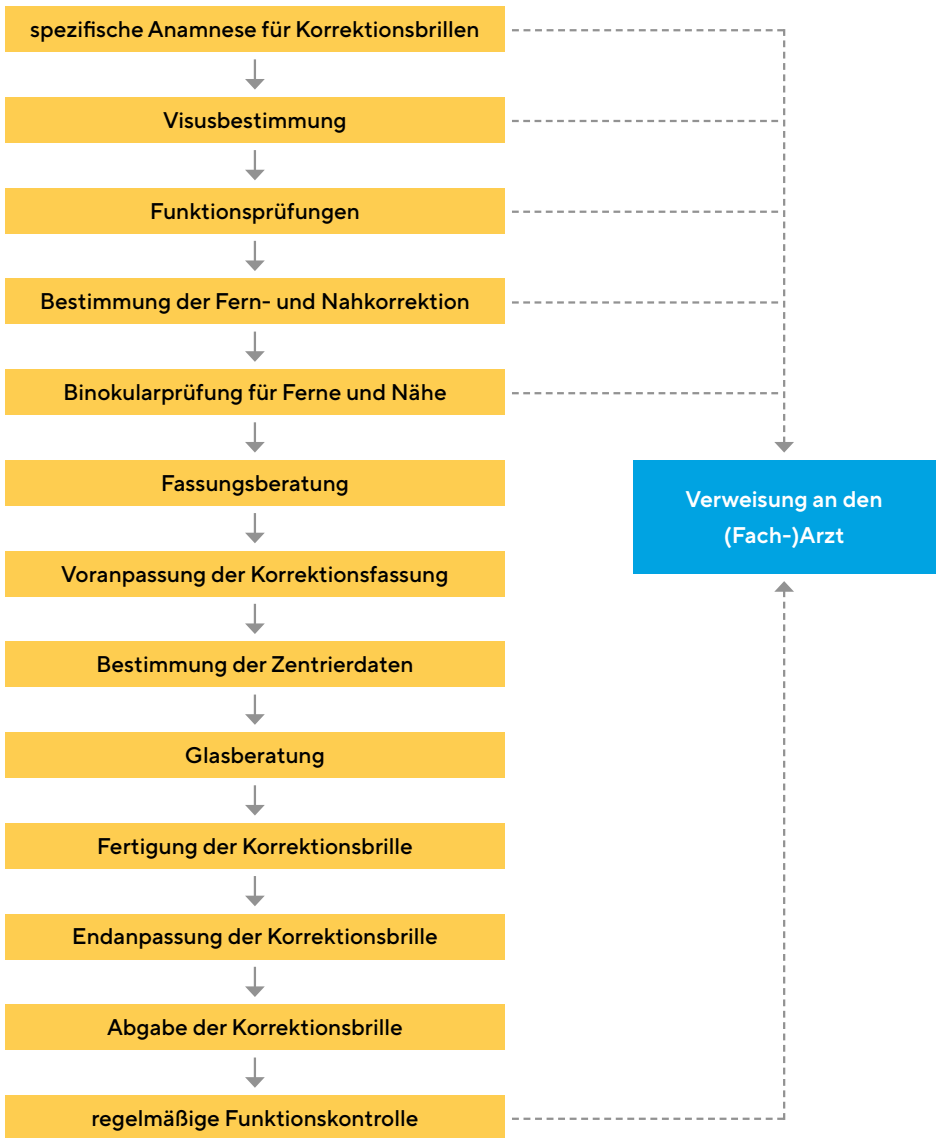 spezifische Anamnese für Korrektionsbrillen
Visusbestimmung
Funktionsprüfungen
Bestimmung der Fern- und Nahkorrektion
Binokularprüfung für Ferne und Nähe
Fassungsberatung
Verweisung an den
(Fach-)Arzt
Voranpassung der Korrektionsfassung
Bestimmung der Zentrierdaten
Glasberatung
Fertigung der Korrektionsbrille
Endanpassung der Korrektionsbrille
Abgabe der Korrektionsbrille
regelmäßige Funktionskontrolle